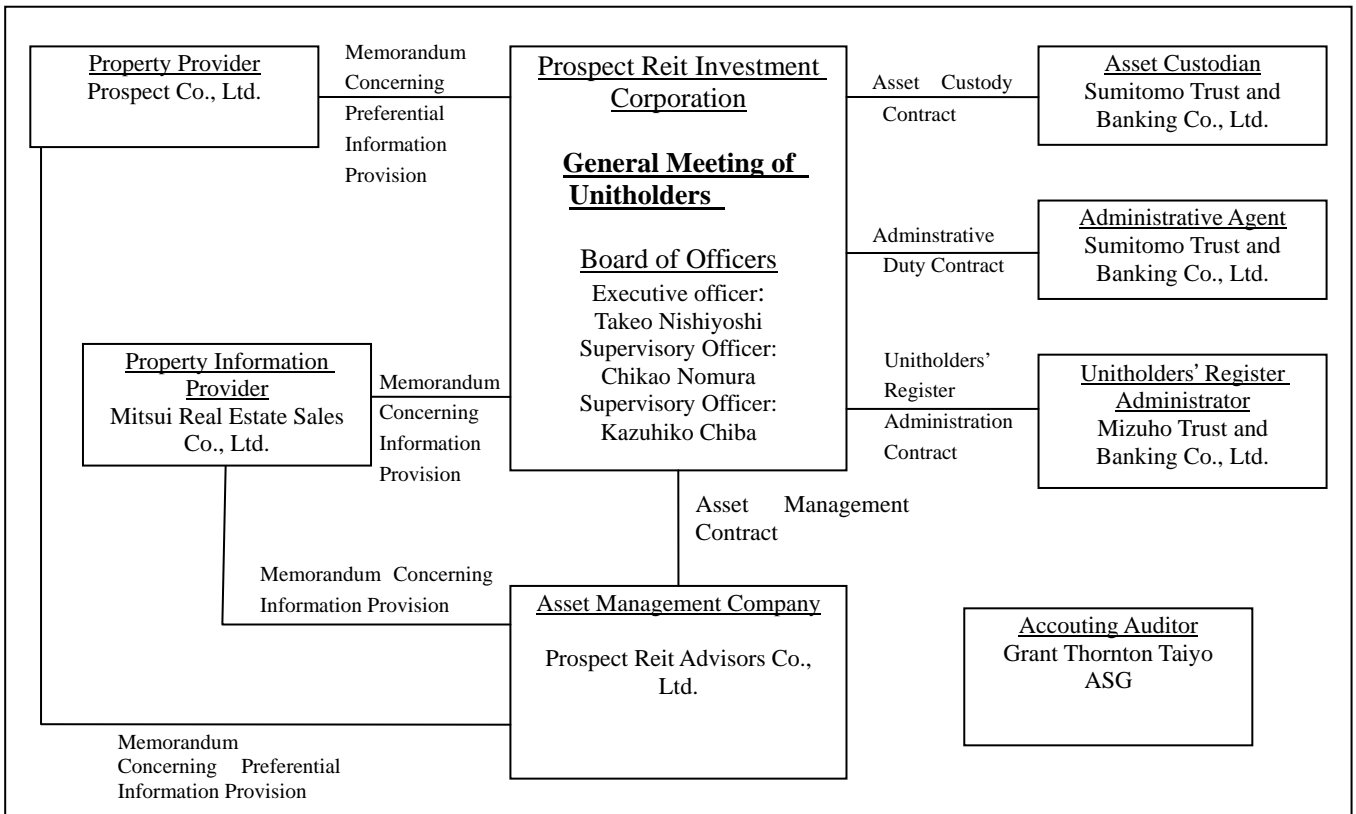 Property Provider
Prospect Co., Ltd.
Memorandum
Concerning
Preferential
Information
Provision
Prospect Reit Investment
Corporation
General Meeting of
Unitholders
Board of Officers
Executive officer:
Takeo Nishiyoshi
Supervisory Officer:
Chikao Nomura
Supervisory Officer:
Kazuhiko Chiba
Asset Custody
Contract
Asset Custodian
Sumitomo Trust and
Banking Co., Ltd.
Adminstrative
Duty Contract
Administrative Agent
Sumitomo Trust and
Banking Co., Ltd.
Property Information
Provider
Mitsui Real Estate Sales
Co., Ltd.
Memorandum
Concerning
Information
Provision
Unitholders’
Register
Administration
Contract
Unitholders’ Register
Administrator
Mizuho Trust and
Banking Co., Ltd.
Asset Management
Contract
Memorandum Concerning
Information Provision
Asset Management Company
Prospect Reit Advisors Co.,
Ltd.
Accouting Auditor
Grant Thornton Taiyo
ASG
Memorandum
Concerning Preferential
Information Provision